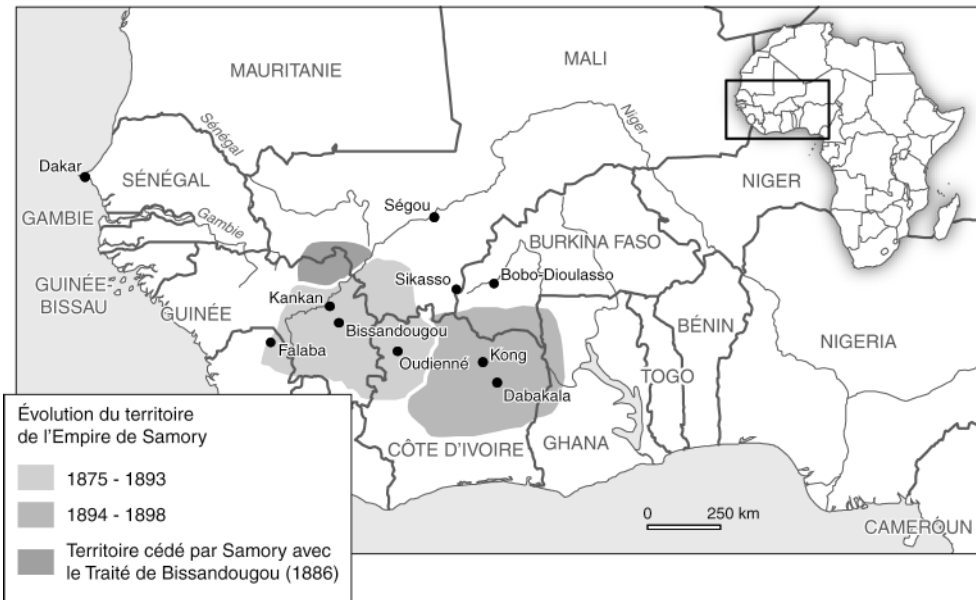 MAURITANIE
MALI
Sénégal
Niger
Dakar
SÉNÉGAL
NIGER
Ségou
GAMBIE
Gambie
BURKINA FASO
GUINÉE-
BISSAU
Sikasso
Bobo-Dioulasso
Kankan
GUINÉE
BÉNIN
Bissandougou
NIGERIA
Falaba
Oudienné
Kong
TOGO
Dabakala
CÔTE D'IVOIRE
GHANA
Évolution du territoire
de l'Empire de Samory
1875 - 1893
1894 - 1898
Territoire cédé par Samory avec
le Traité de Bissandougou (1886)
0 250 km
CAMEROUN